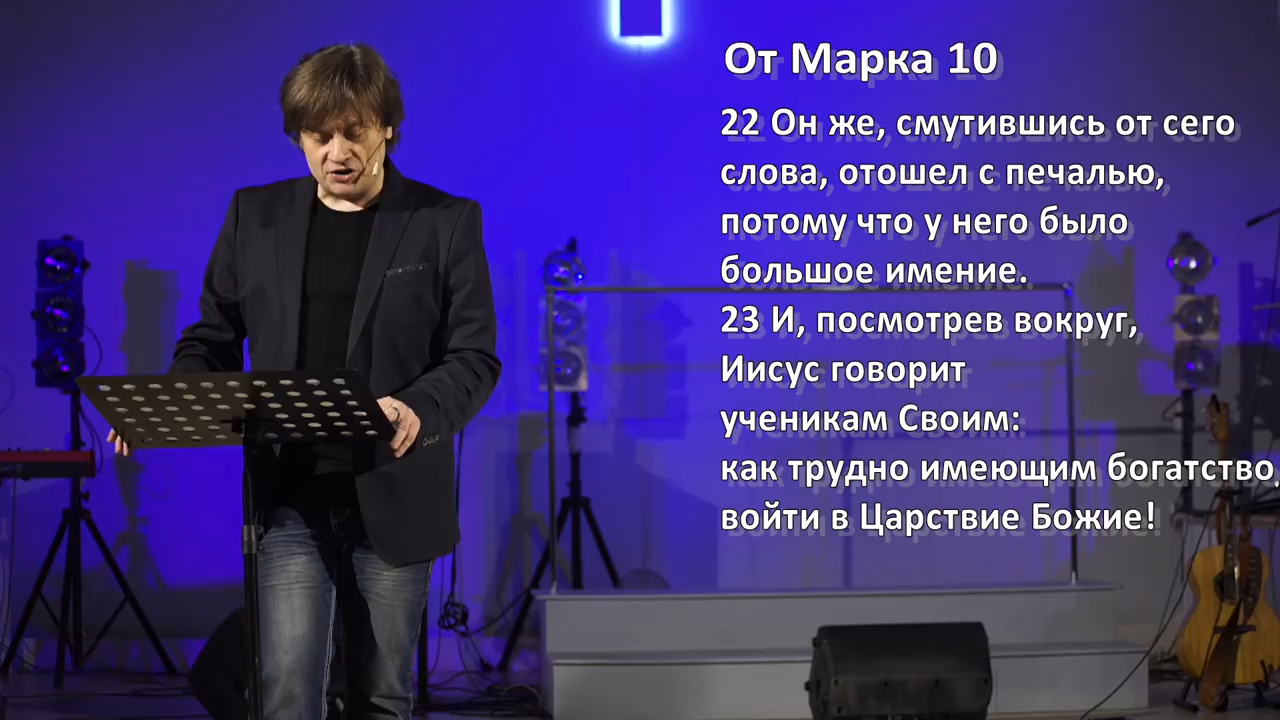 От Марка 10
22 Он же, смутившись от сего
слова, отошел с печалью,
потому что у него было
большое имение.
23 И, посмотрев вокруг,
Иисус говорит
ученикам Своим:
как трудно имеющим богатство,
войти в Царствие Божие!